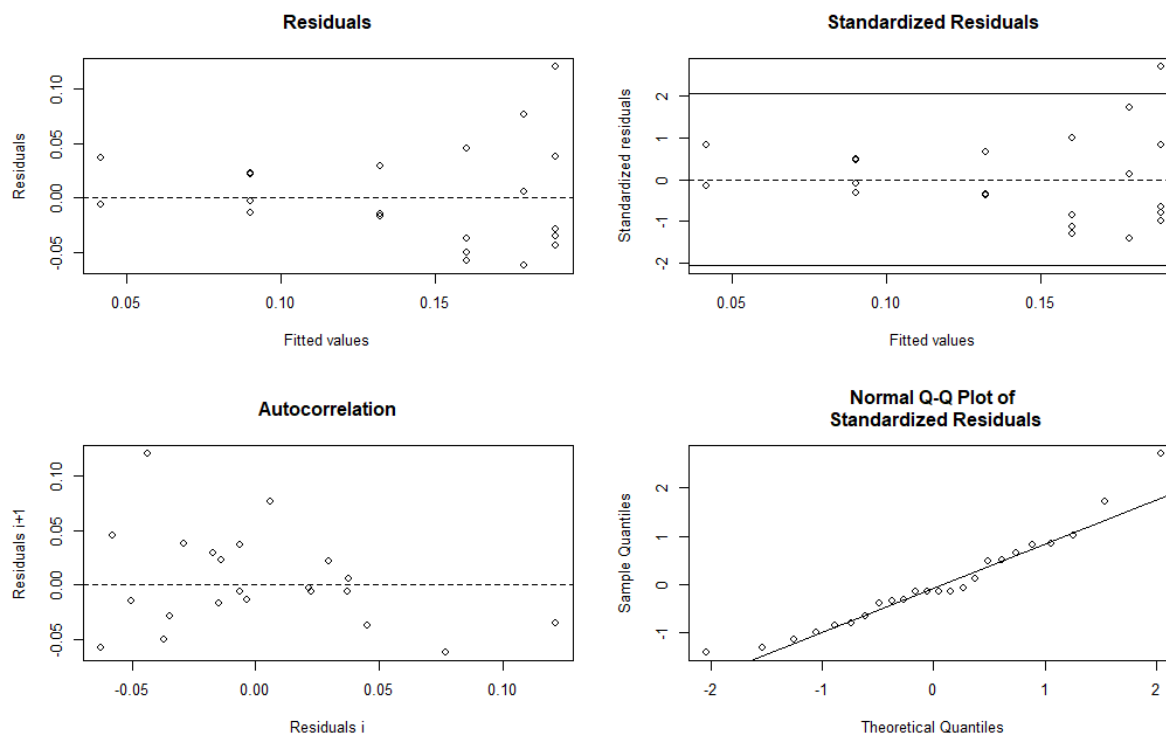 Residuals
Residuals
0.10
0.05
0.00
-0.05
0.05
0.10
0.15
Fitted values
Standardized Residuals
Standardized residuals
2
1
0
-1
-2
0.05
0.10
0.15
Fitted values
Autocorrelation
Residuals i+1
0.10
0.05
0.00
-0.05
-0.05
0.00
0.05
0.10
Residuals i
Normal Q-Q Plot of
Standardized Residuals
Sample Quantiles
2
1
0
-1
-2
-1
0
1
2
Theoretical Quantiles